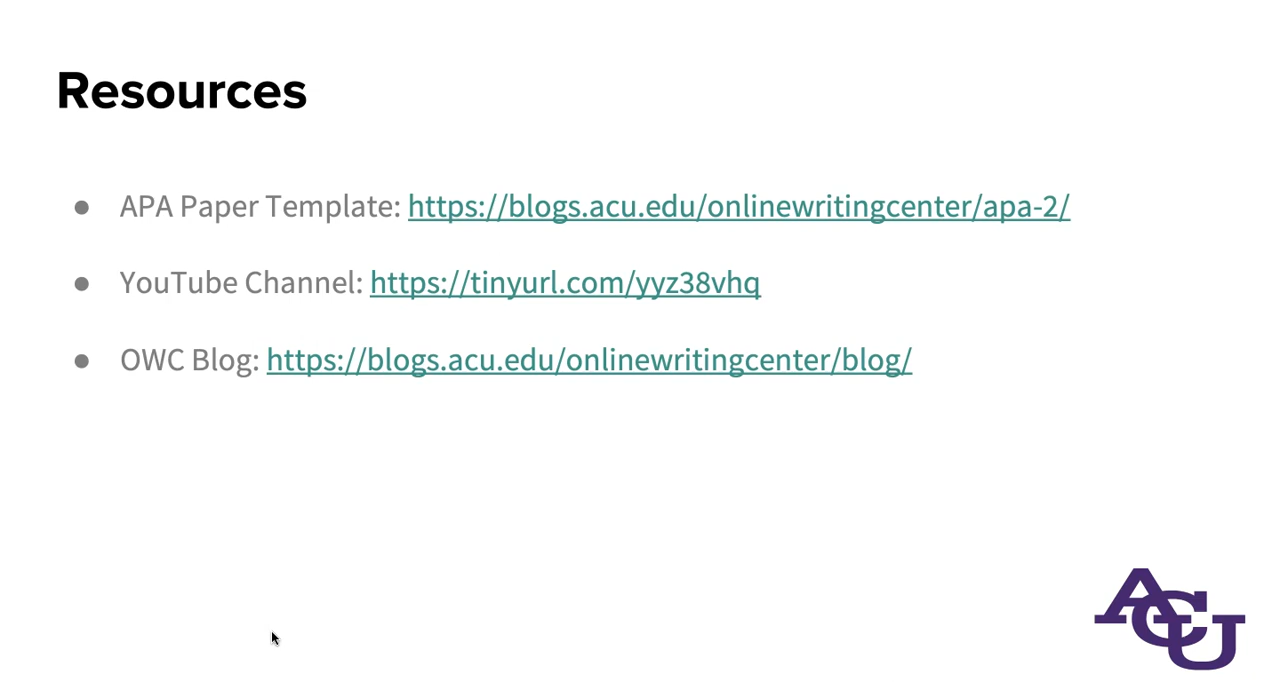 Resources
● APA Paper Template: https://blogs.acu.edu/onlinewritingcenter/apa-2/
● YouTube Channel: https://tinyurl.com/yyz38vhq
● OWC Blog: https://blogs.acu.edu/onlinewritingcenter/blog/
ACU